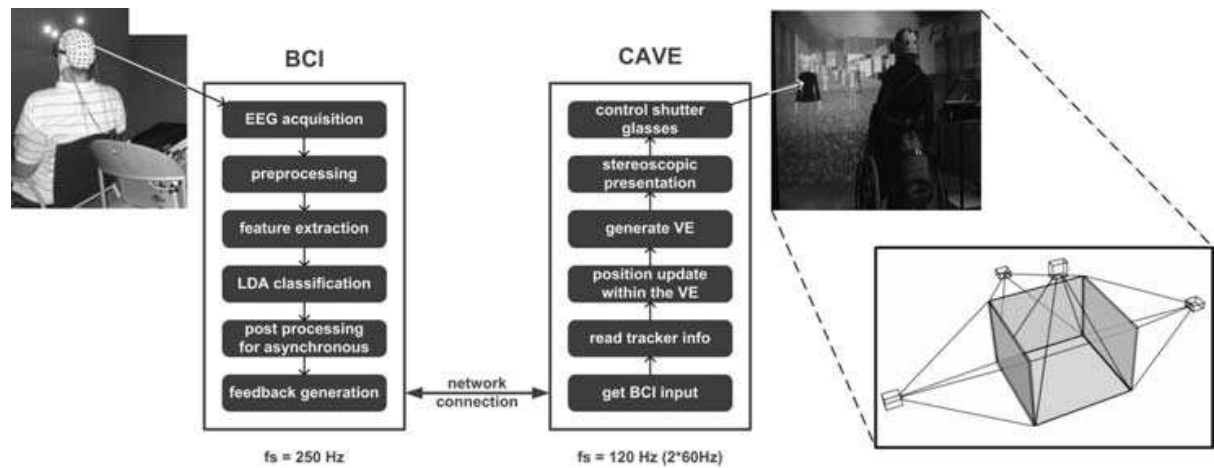 BCI
EEG acquisition
preprocessing
feature extraction
LDA classification
post processing
for asynchronous
feedback generation
fs = 250 Hz
network
connection
CAVE
control shutter
glasses
stereoscopic
presentation
generate VE
position update
within the VE
read tracker info
get BCI input
fs = 120 Hz (2*60Hz)